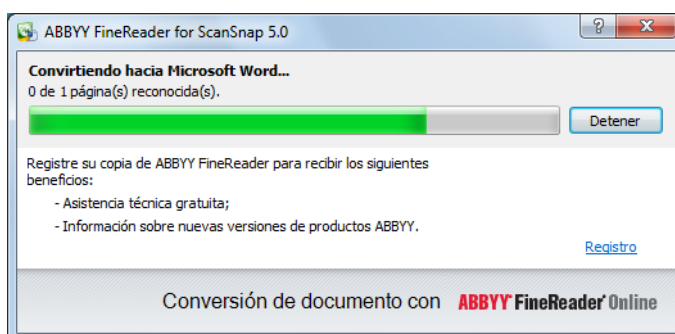 ABBYY FineReader for ScanSnap 5.0
Convirtiendo hacia Microsoft Word...
0 de 1 página(s) reconocida(s).
Detener
Registre su copia de ABBYY FineReader para recibir los siguientes
beneficios:
- Asistencia técnica gratuita;
- Información sobre nuevas versiones de productos ABBYY.
Registro
Conversión de documento con ABBYY FineReader Online